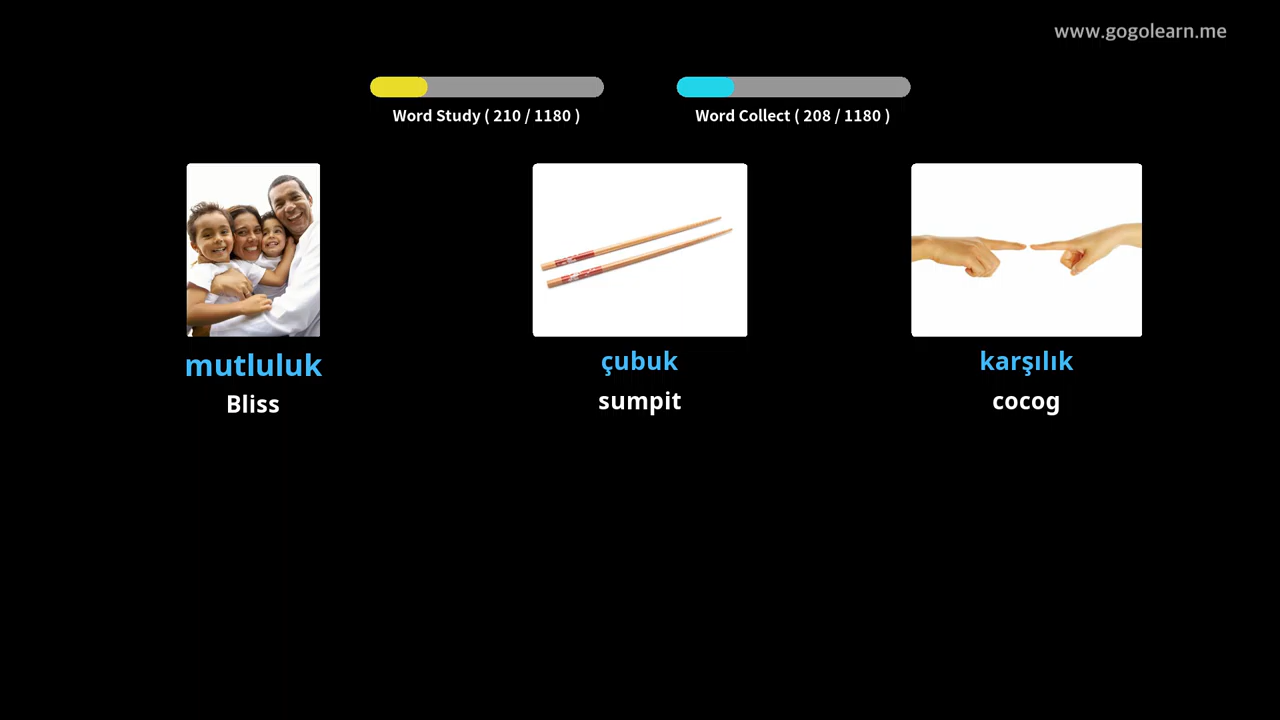 www.gogolearn.me
Word Study ( 210 / 1180 )
Word Collect ( 208 / 1180 )
mutluluk
Bliss
çubuk
sumpit
karşılık
cocog